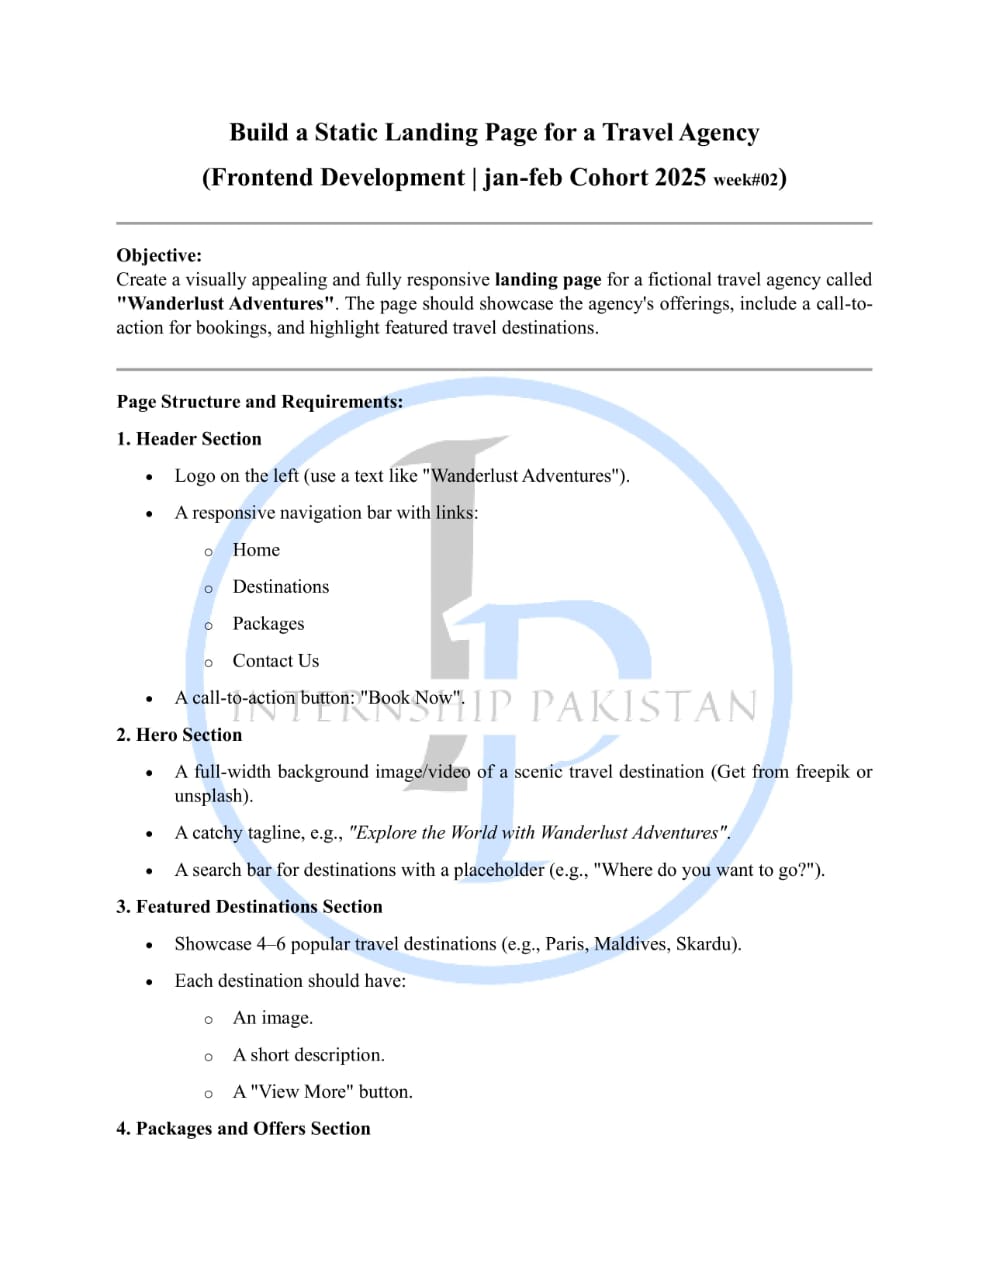 Build a Static Landing Page for a Travel Agency
(Frontend Development | jan-feb Cohort 2025 week#02)
Objective:
Create a visually appealing and fully responsive landing page for a fictional travel agency called
"Wanderlust Adventures". The page should showcase the agency's offerings, include a call-to-
action for bookings, and highlight featured travel destinations.
Page Structure and Requirements:
1. Header Section
• Logo on the left (use a text like "Wanderlust Adventures").
• A responsive navigation bar with links:
o Home
o Destinations
o Packages
o Contact Us
• A call-to-action button: "Book Now".
INTERNSHIP PAKISTAN
2. Hero Section
• A full-width background image/video of a scenic travel destination (Get from freepik or
unsplash).
• A catchy tagline, e.g., "Explore the World with Wanderlust Adventures".
• A search bar for destinations with a placeholder (e.g., "Where do you want to go?").
3. Featured Destinations Section
• Showcase 4–6 popular travel destinations (e.g., Paris, Maldives, Skardu).
• Each destination should have:
o An image.
o A short description.
o A "View More" button.
4. Packages and Offers Section